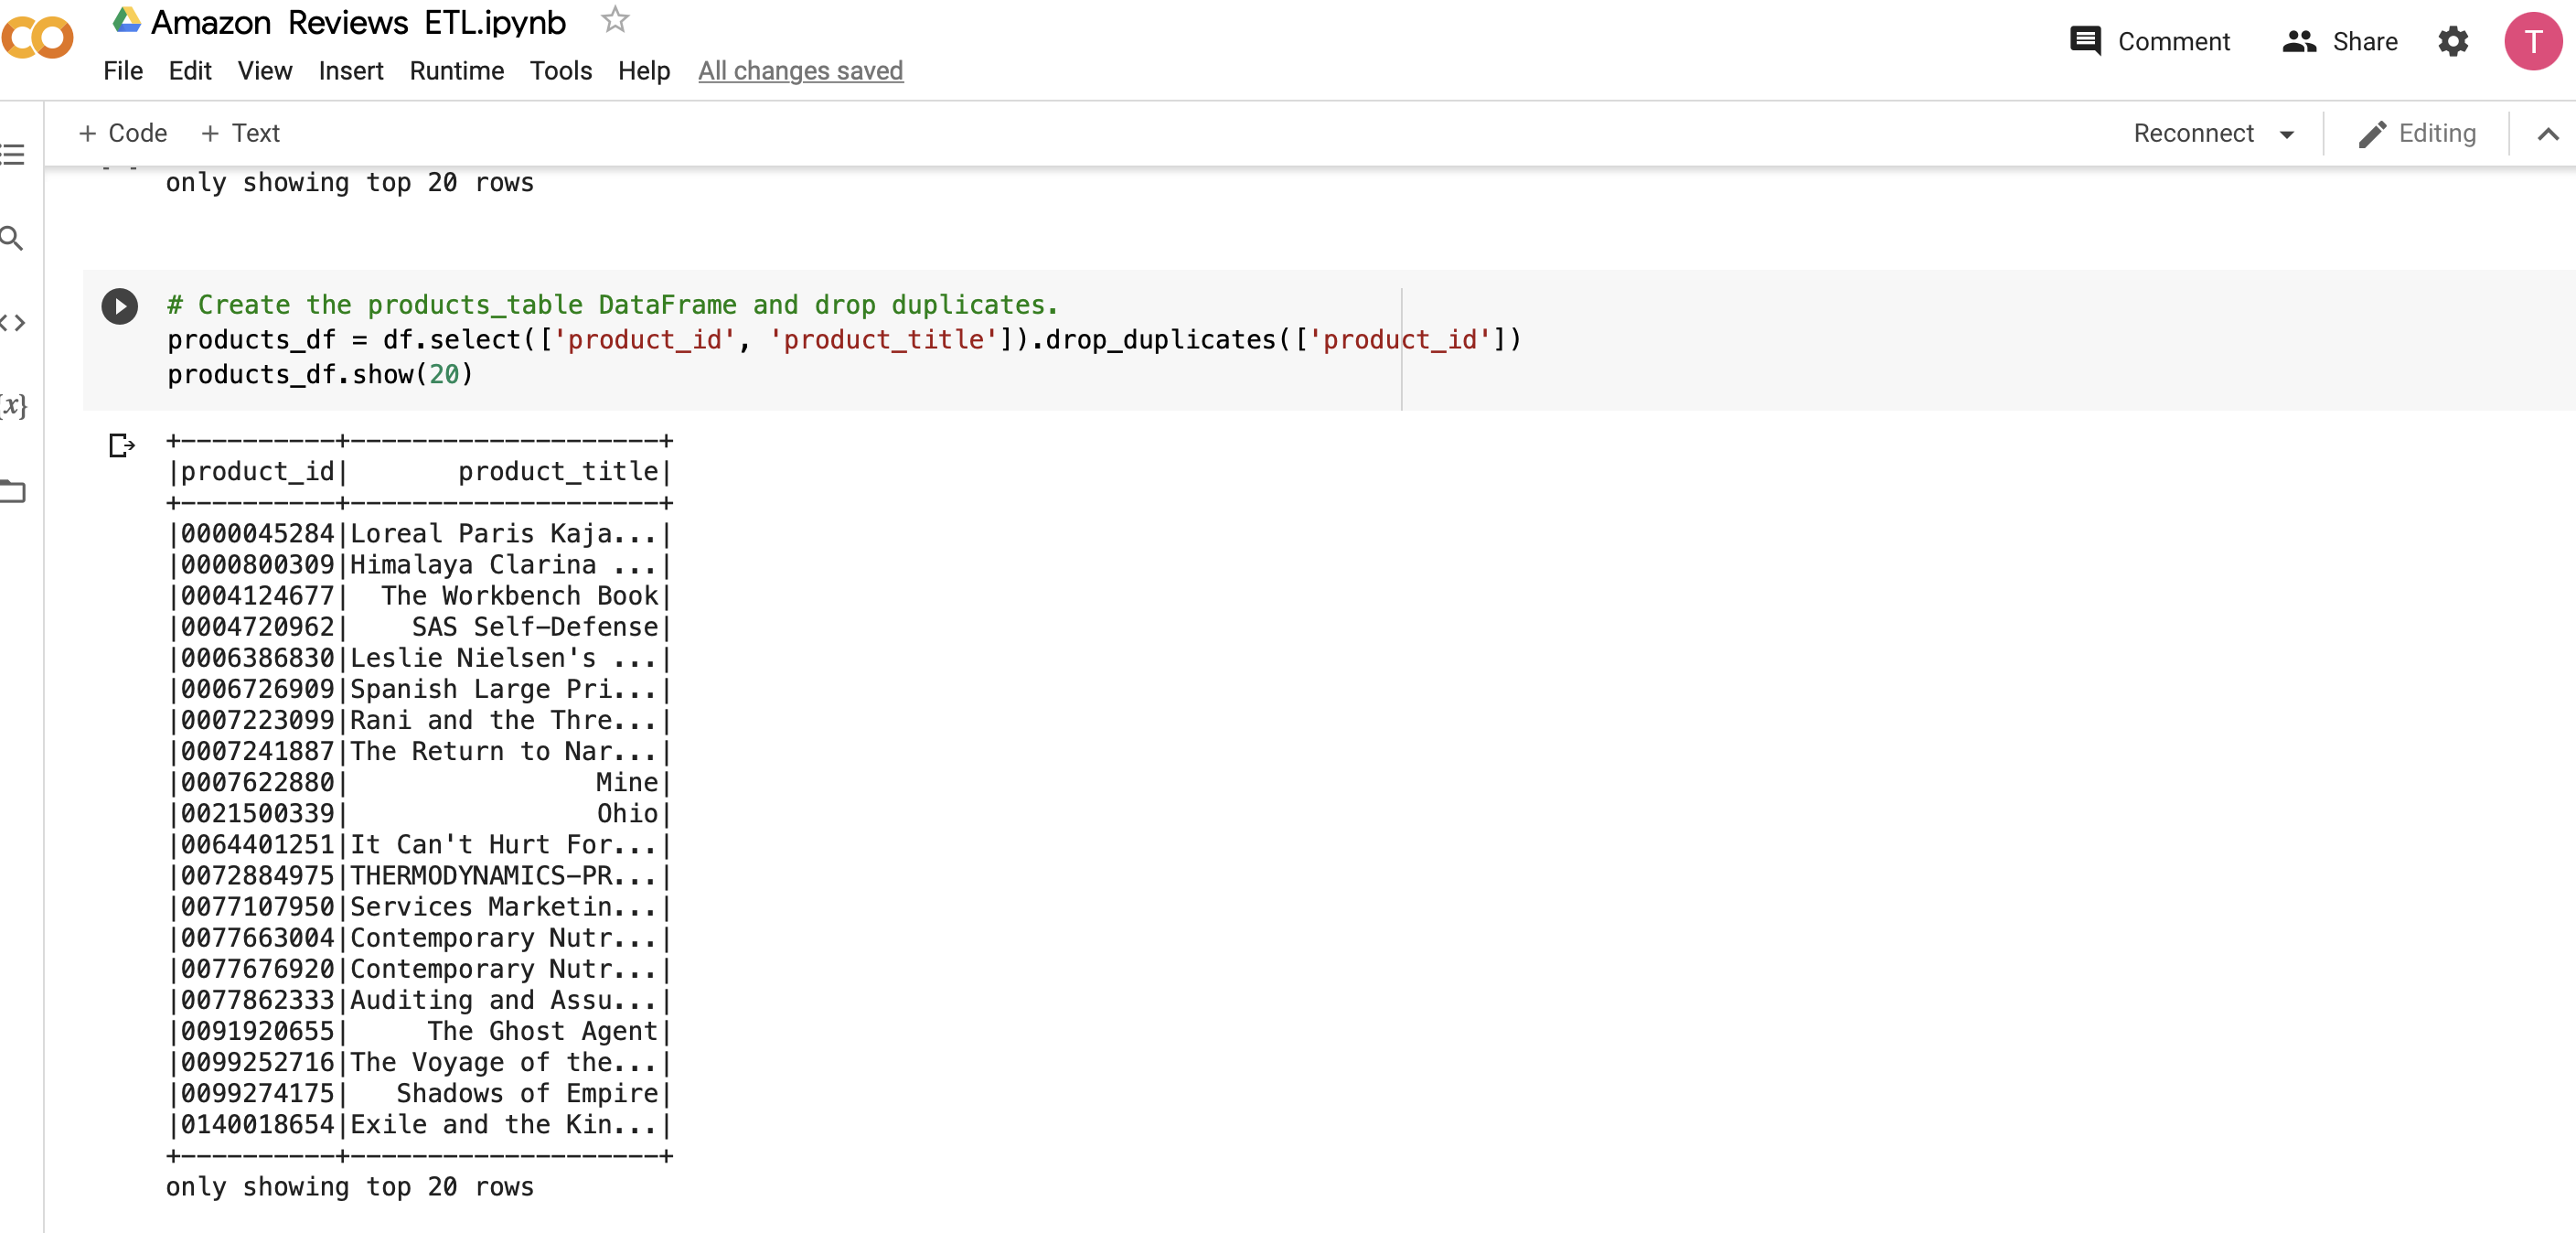 Amazon Reviews ETL.ipynb
File Edit View Insert Runtime Tools Help All changes saved
Comment Share T
+ Code + Text
Reconnect Editing
only showing top 20 rows
# Create the products_table DataFrame and drop duplicates.
products_df = df.select(['product_id', 'product_title']).drop_duplicates(['product_id'])
products_df.show(20)
+----------+--------------------+
|product_id|       product_title|
+----------+--------------------+
|0000045284|Loreal Paris Kaja...|
|0000800309|Himalaya Clarina ...|
|0004124677|  The Workbench Book|
|0004720962|    SAS Self-Defense|
|0006386830|Leslie Nielsen's ...|
|0006726909|Spanish Large Pri...|
|0007223099|Rani and the Thre...|
|0007241887|The Return to Nar...|
|0007622880|                Mine|
|0021500339|                Ohio|
|0064401251|It Can't Hurt For...|
|0072884975|THERMODYNAMICS-PR...|
|0077107950|Services Marketin...|
|0077663004|Contemporary Nutr...|
|0077676920|Contemporary Nutr...|
|0077862333|Auditing and Assu...|
|0091920655|     The Ghost Agent|
|0099252716|The Voyage of the...|
|0099274175|   Shadows of Empire|
|0140018654|Exile and the Kin...|
+----------+--------------------+
only showing top 20 rows